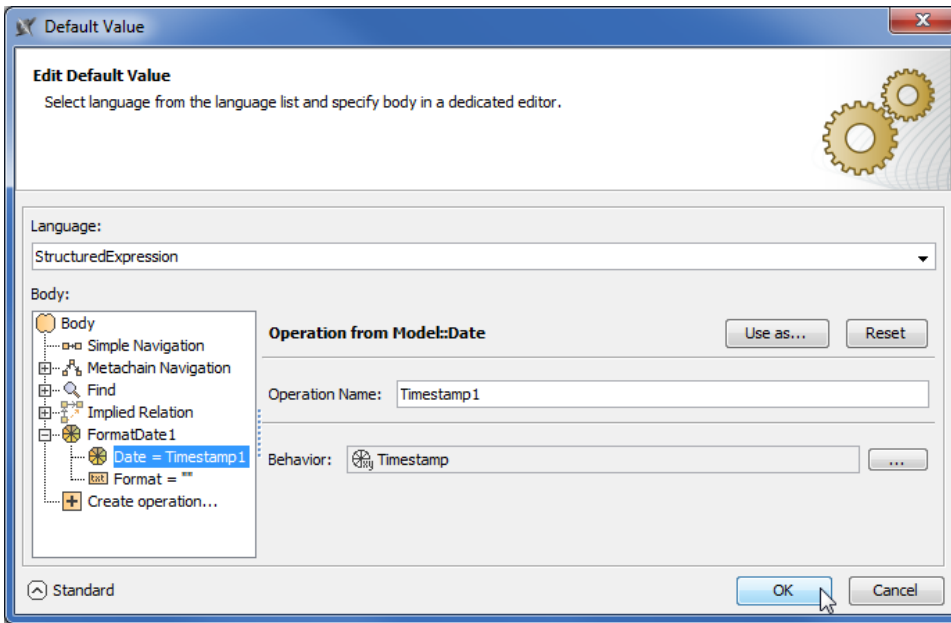 Default Value
Edit Default Value
Select language from the language list and specify body in a dedicated editor.
Language:
StructuredExpression
Body:
Body
Simple Navigation
Metachain Navigation
Find
Implied Relation
FormatDate1
Date = Timestamp1
txt Format = ""
Create operation...
Operation from Model::Date
Use as...
Reset
Operation Name: Timestamp1
Behavior: xy Timestamp
...
Standard
OK
Cancel